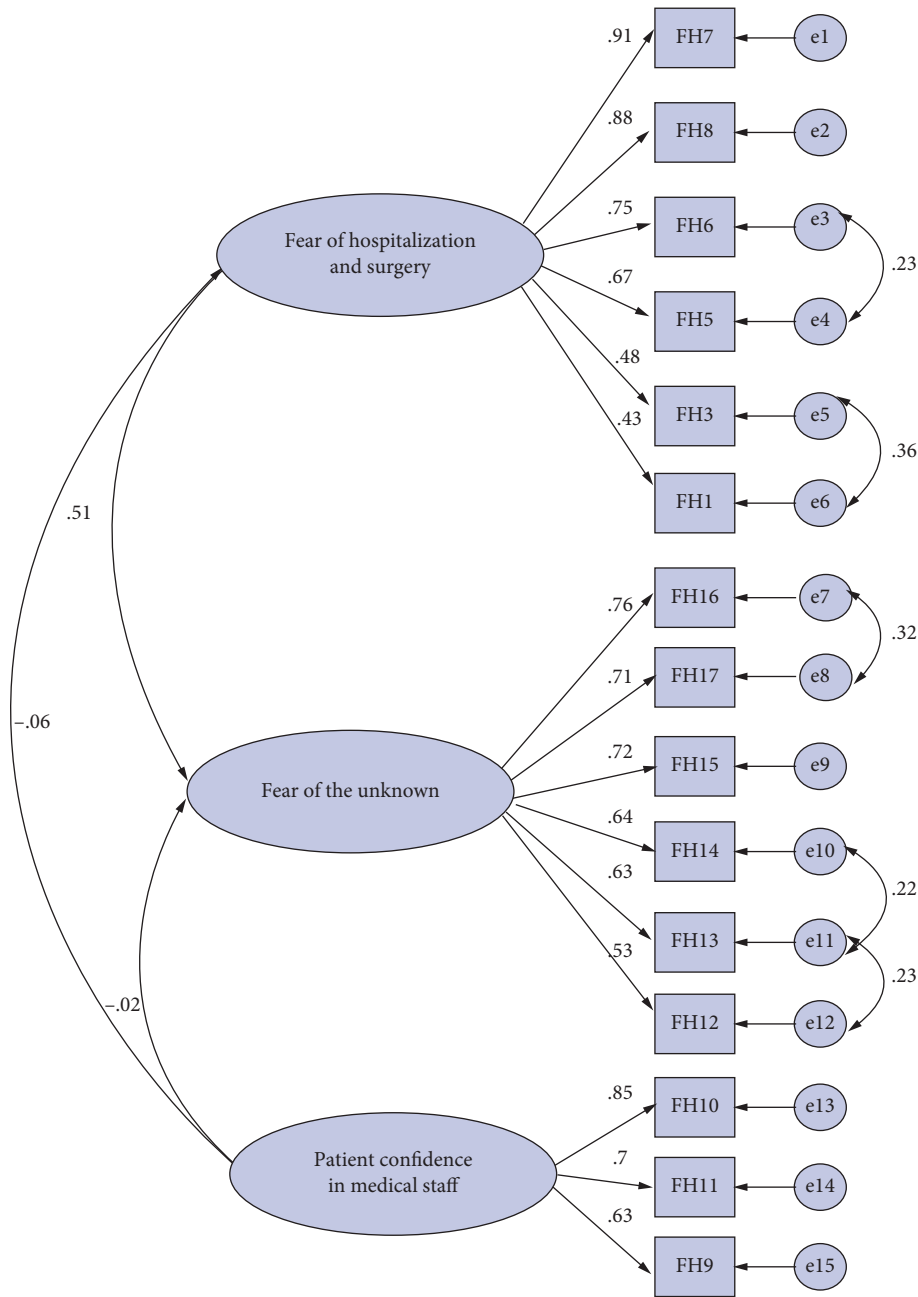 .91
FH7
e1
.88
FH8
e2
.75
FH6
e3
Fear of hospitalization
and surgery
.23
.67
FH5
e4
.48
FH3
e5
.43
.36
FH1
e6
.51
.76
FH16
e7
.32
.71
FH17
e8
–.06
.72
FH15
e9
Fear of the unknown
.64
FH14
e10
.63
.22
FH13
e11
.53
.23
–.02
FH12
e12
.85
FH10
e13
Patient confidence
in medical staff
.7
FH11
e14
.63
FH9
e15